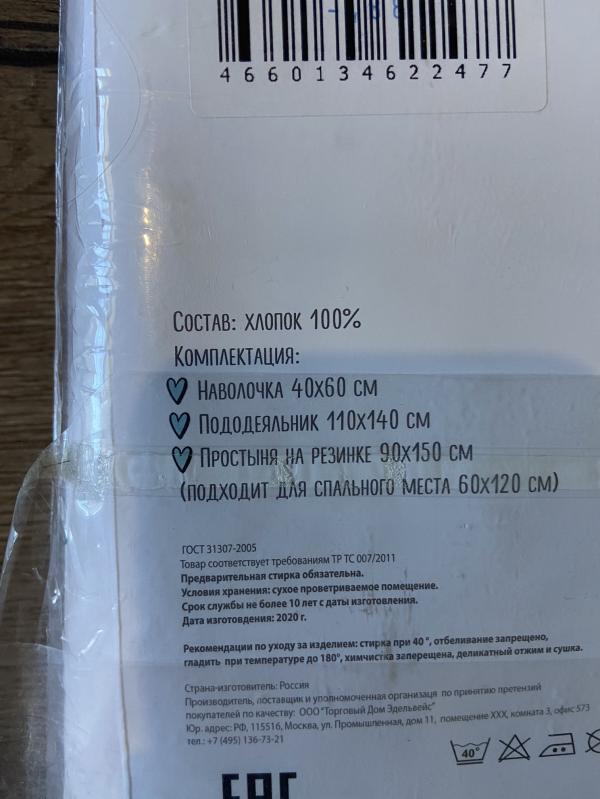 4660134622477
СОСТАВ: ХЛОПОК 100%
КОМПЛЕКТАЦИЯ:
НАВОЛОЧКА 40Х60 СМ
ПОДОДЕЯЛЬНИК 110Х140 СМ
ПРОСТЫНЯ НА РЕЗИНКЕ 90Х150 СМ
(ПОДХОДИТ ДЛЯ СПАЛЬНОГО МЕСТА 60Х120 СМ)
ГОСТ 31307-2005
Товар соответствует требованиям ТР ТС 007/2011
Предварительная стирка обязательна.
Условия хранения: сухое проветриваемое помещение.
Срок службы не более 10 лет с даты изготовления.
Дата изготовдения: 2020 г.
Рекомендации по уходу за изделием: стирка при 40 °, отбеливание запрещено,
гладить при температуре до 180°, химчистка заперещена, деликатный отжим и сушка.
Страна-изготовитель: Россия
Производитель, поставщик и уполномоченная организаця по принятию претензий
покупателей по качеству: ООО "Торговый Дом Эдельвейс"
Юр. адрес: РФ, 115516, Москва, ул. Промышленная, дом 11, помещение XXX, комната 3, офис 573
тел.: +7 (495) 136-73-21
40°
ЕАС